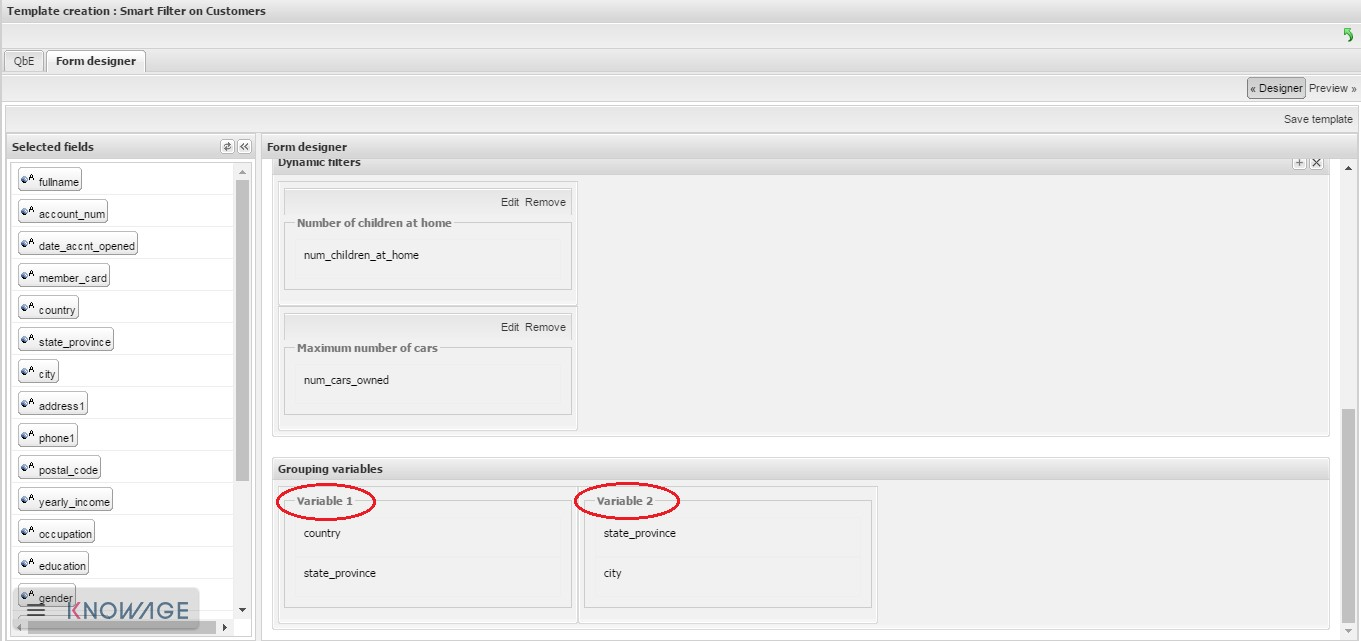 Template creation : Smart Filter on Customers
QbE Form designer
« Designer Preview »
Save template
Selected fields
A fullname
A account_num
A date_accnt_opened
A member_card
A country
A state_province
A city
A address1
A phone1
A postal_code
A yearly_income
A occupation
A education
A gender
KNOWAGE
Form designer
Dynamic filters
Edit Remove
Number of children at home
num_children_at_home
Edit Remove
Maximum number of cars
num_cars_owned
Grouping variables
Variable 1
country
state_province
Variable 2
state_province
city